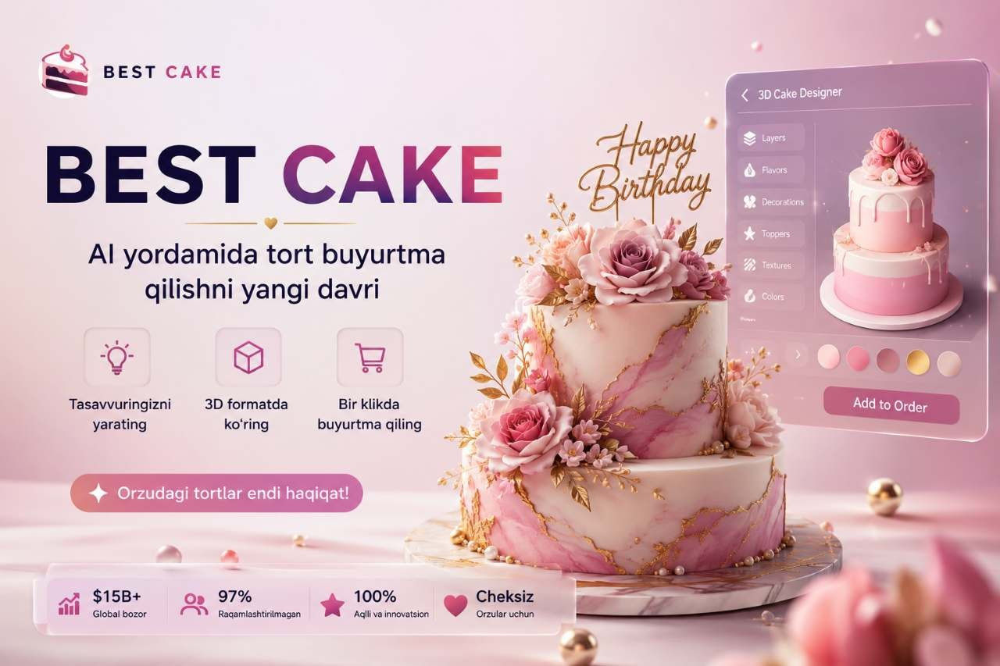 BEST CAKE
BEST CAKE
AI yordamida tort buyurtma
qilishni yangi davri
Tasavvuringizni
yarating
3D formatda
ko‘ring
Bir klikda
buyurtma qiling
Orzudagi tortlar endi haqiqat!
$15B+
Global bozor
97%
Raqamlashtirilmagan
100%
Aqlli va innovatsion
Cheksiz
Orzular uchun
Happy
Birthday
3D Cake Designer
Layers
Flavors
Decorations
Toppers
Textures
Colors
Add to Order